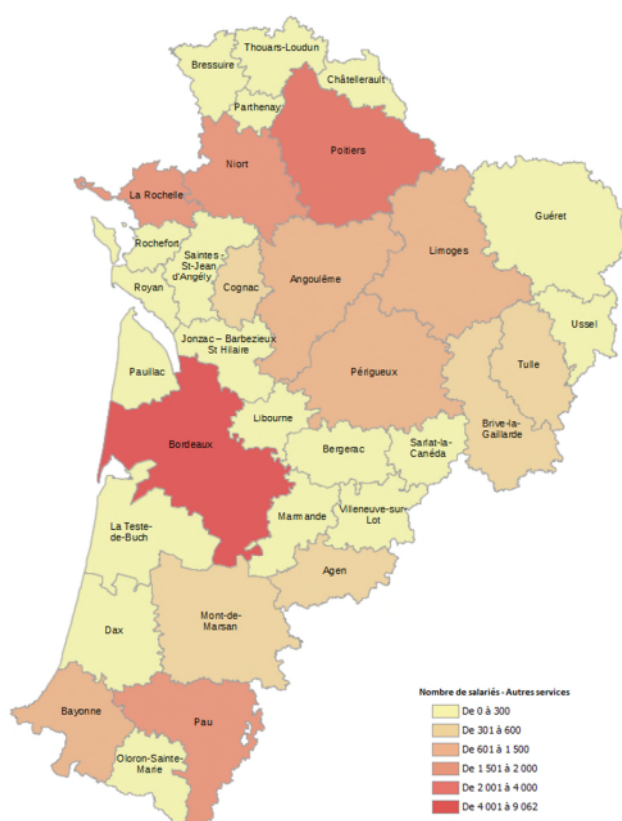 Thouars-Loudun
Bressuire
Châtellerault
Parthenay
Poitiers
Niort
La Rochelle
Guéret
Rochefort
Saintes -
St-Jean
d'Angély
Limoges
Angoulême
Royan
Cognac
Ussel
Jonzac – Barbezieux
St Hilaire
Tulle
Pauillac
Périgueux
Libourne
Brive-la-
Gaillarde
Bordeaux
Bergerac
Sarlat-la-
Canéda
Marmande
Villeneuve-sur-
Lot
La Teste-
de-Buch
Agen
Mont-de-
Marsan
Dax
Bayonne
Pau
Oloron-Sainte-
Marie
Nombre de salariés - Autres services
De 0 à 300
De 301 à 600
De 601 à 1 500
De 1 501 à 2 000
De 2 001 à 4 000
De 4 001 à 9 062